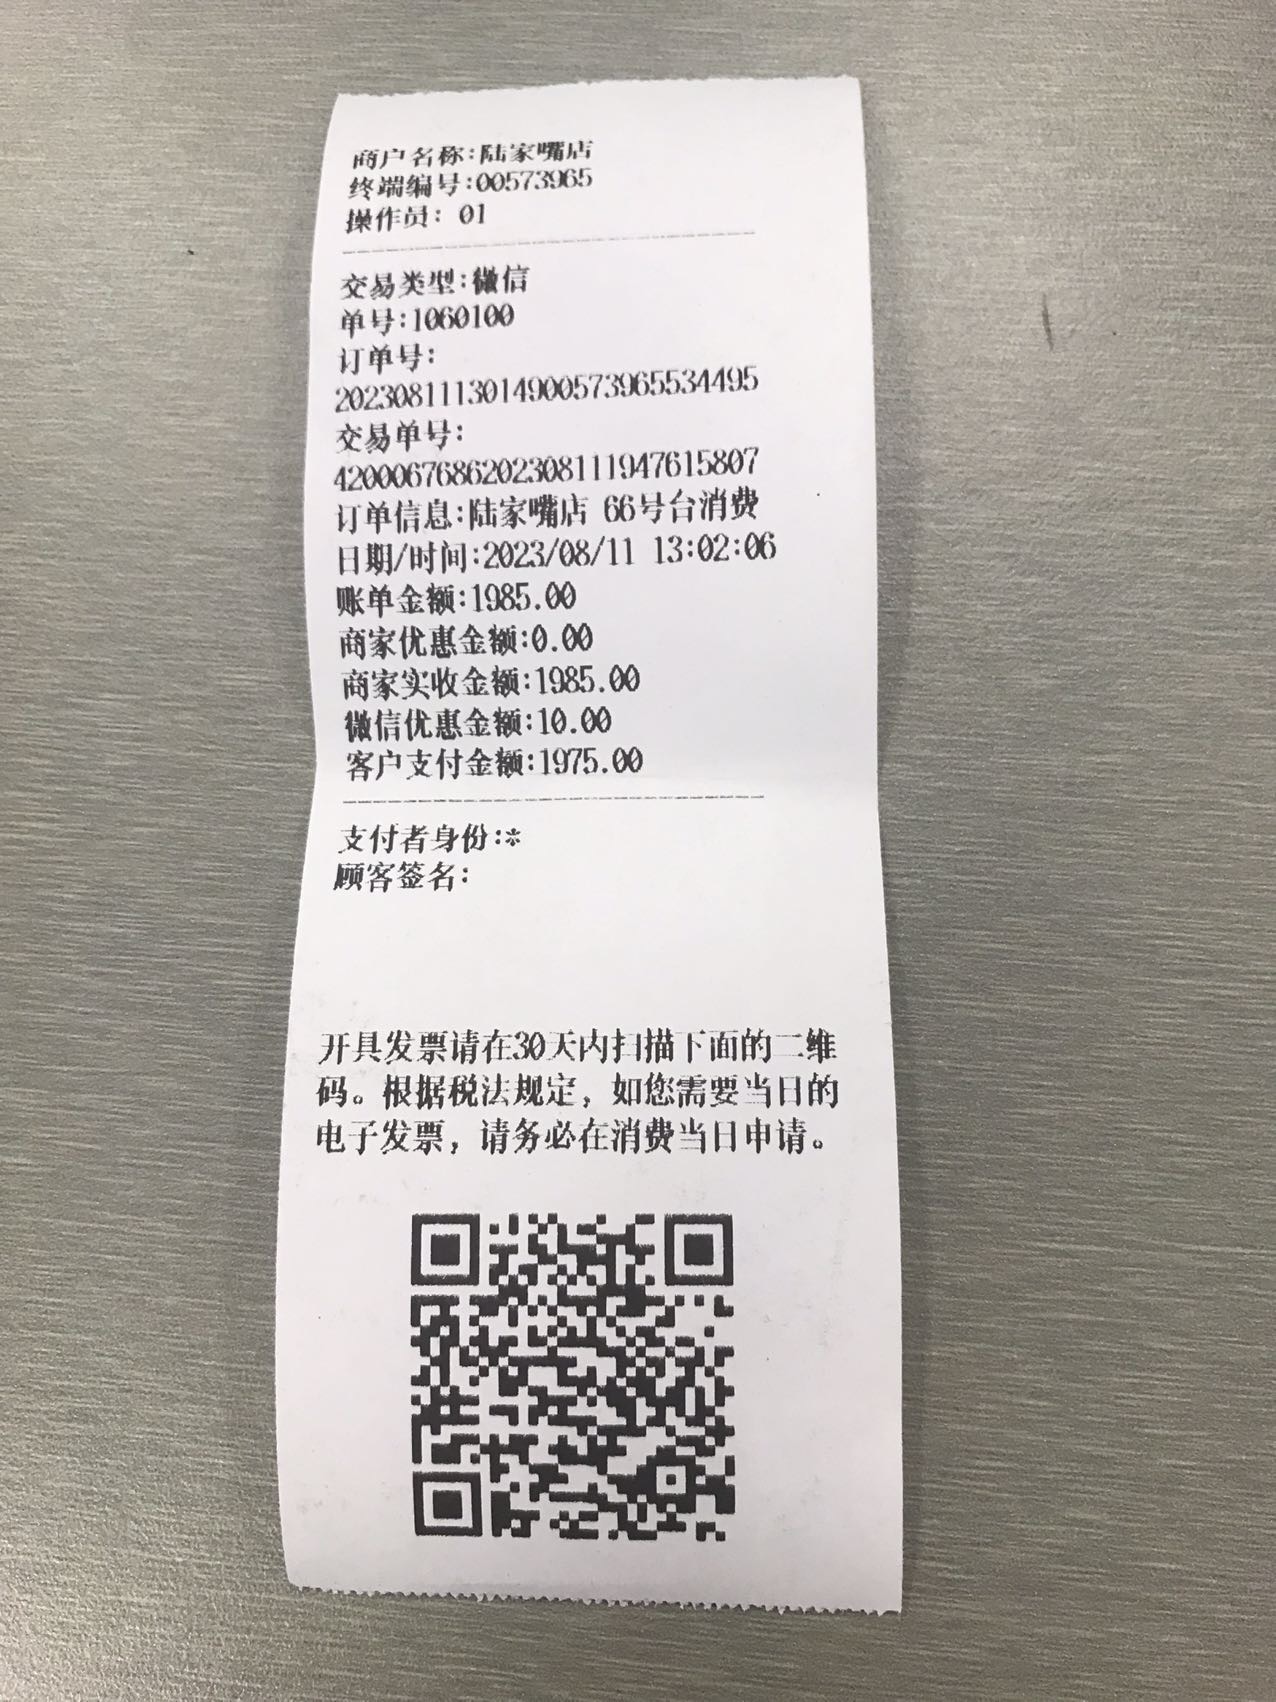 商户名称:陆家嘴店
终端编号:00573965
操作员: 01
交易类型:微信
单号:1060100
订单号:
2023081113014900573965534495
交易单号:
4200067686202308111947615807
订单信息:陆家嘴店 66号台消费
日期/时间:2023/08/11 13:02:06
账单金额:1985.00
商家优惠金额:0.00
商家实收金额:1985.00
微信优惠金额:10.00
客户支付金额:1975.00
支付者身份:*
顾客签名:
开具发票请在30天内扫描下面的二维
码。根据税法规定，如您需要当日的
电子发票，请务必在消费当日申请。